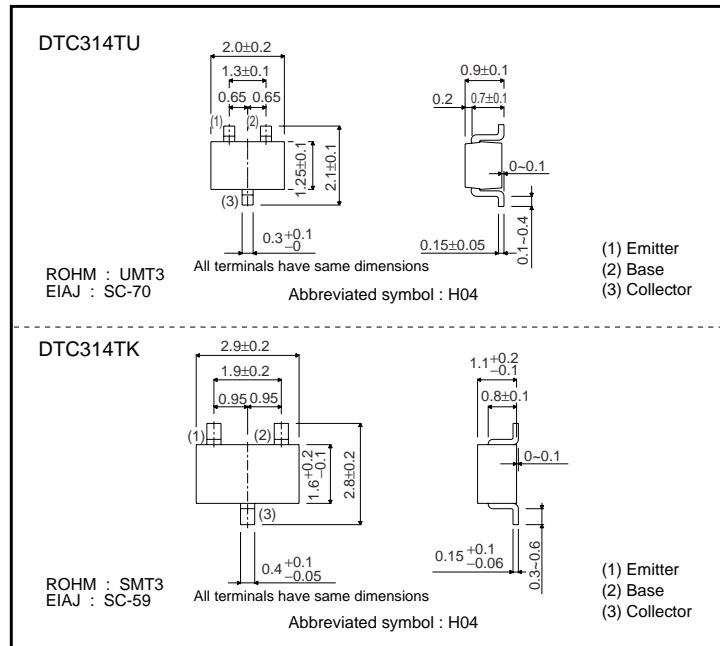 DTC314TU
2.0±0.2
1.3±0.1
0.65 0.65
(1) (2)
(3)
1.25±0.1
2.1±0.1
0.3 +0.1 −0
0.9±0.1
0.2 0.7±0.1
0~0.1
0.15±0.05
0.1~0.4
All terminals have same dimensions
ROHM : UMT3
EIAJ : SC-70
Abbreviated symbol : H04
(1) Emitter
(2) Base
(3) Collector
DTC314TK
2.9±0.2
1.9±0.2
0.95 0.95
(1) (2)
(3)
1.6 +0.2 −0.1
2.8±0.2
0.4 +0.1 −0.05
1.1 +0.2 −0.1
0.8±0.1
0~0.1
0.15 +0.1 −0.06
0.3~0.6
All terminals have same dimensions
ROHM : SMT3
EIAJ : SC-59
Abbreviated symbol : H04
(1) Emitter
(2) Base
(3) Collector